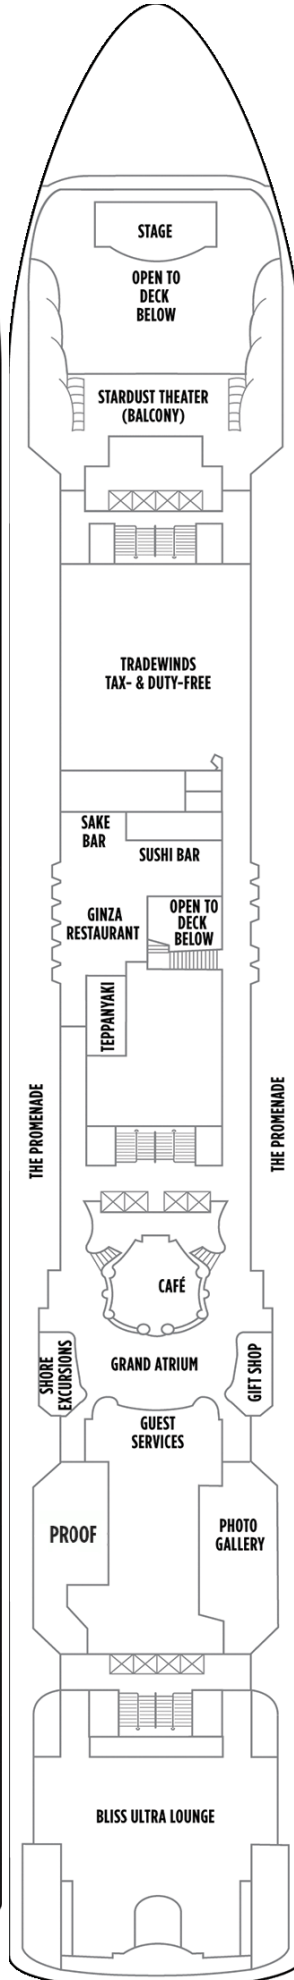 STAGE
OPEN TO
DECK
BELOW
STARDUST THEATER
(BALCONY)
TRADEWINDS
TAX- & DUTY-FREE
SAKE
BAR
SUSHI BAR
GINZA
RESTAURANT
OPEN TO
DECK
BELOW
TEPPANYAKI
THE PROMENADE
THE PROMENADE
CAFÉ
SHORE
EXCURSIONS
GRAND ATRIUM
GIFT SHOP
GUEST
SERVICES
PROOF
PHOTO
GALLERY
BLISS ULTRA LOUNGE